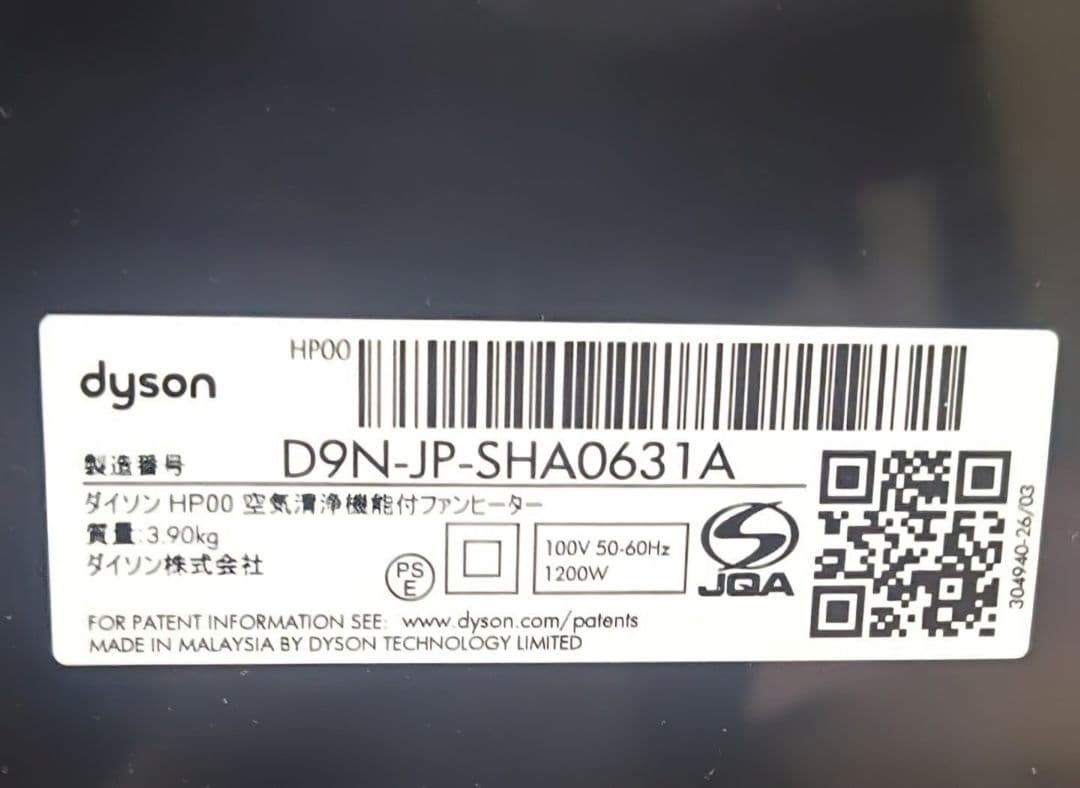 HP00
dyson
製造番号 D9N-JP-SHA0631A
ダイソン HP00 空気清浄機能付ファンヒーター
質量:3.90kg
ダイソン株式会社
PS
E
100V 50-60Hz
1200W
JQA
304940-26/03
FOR PATENT INFORMATION SEE: www.dyson.com/patents
MADE IN MALAYSIA BY DYSON TECHNOLOGY LIMITED